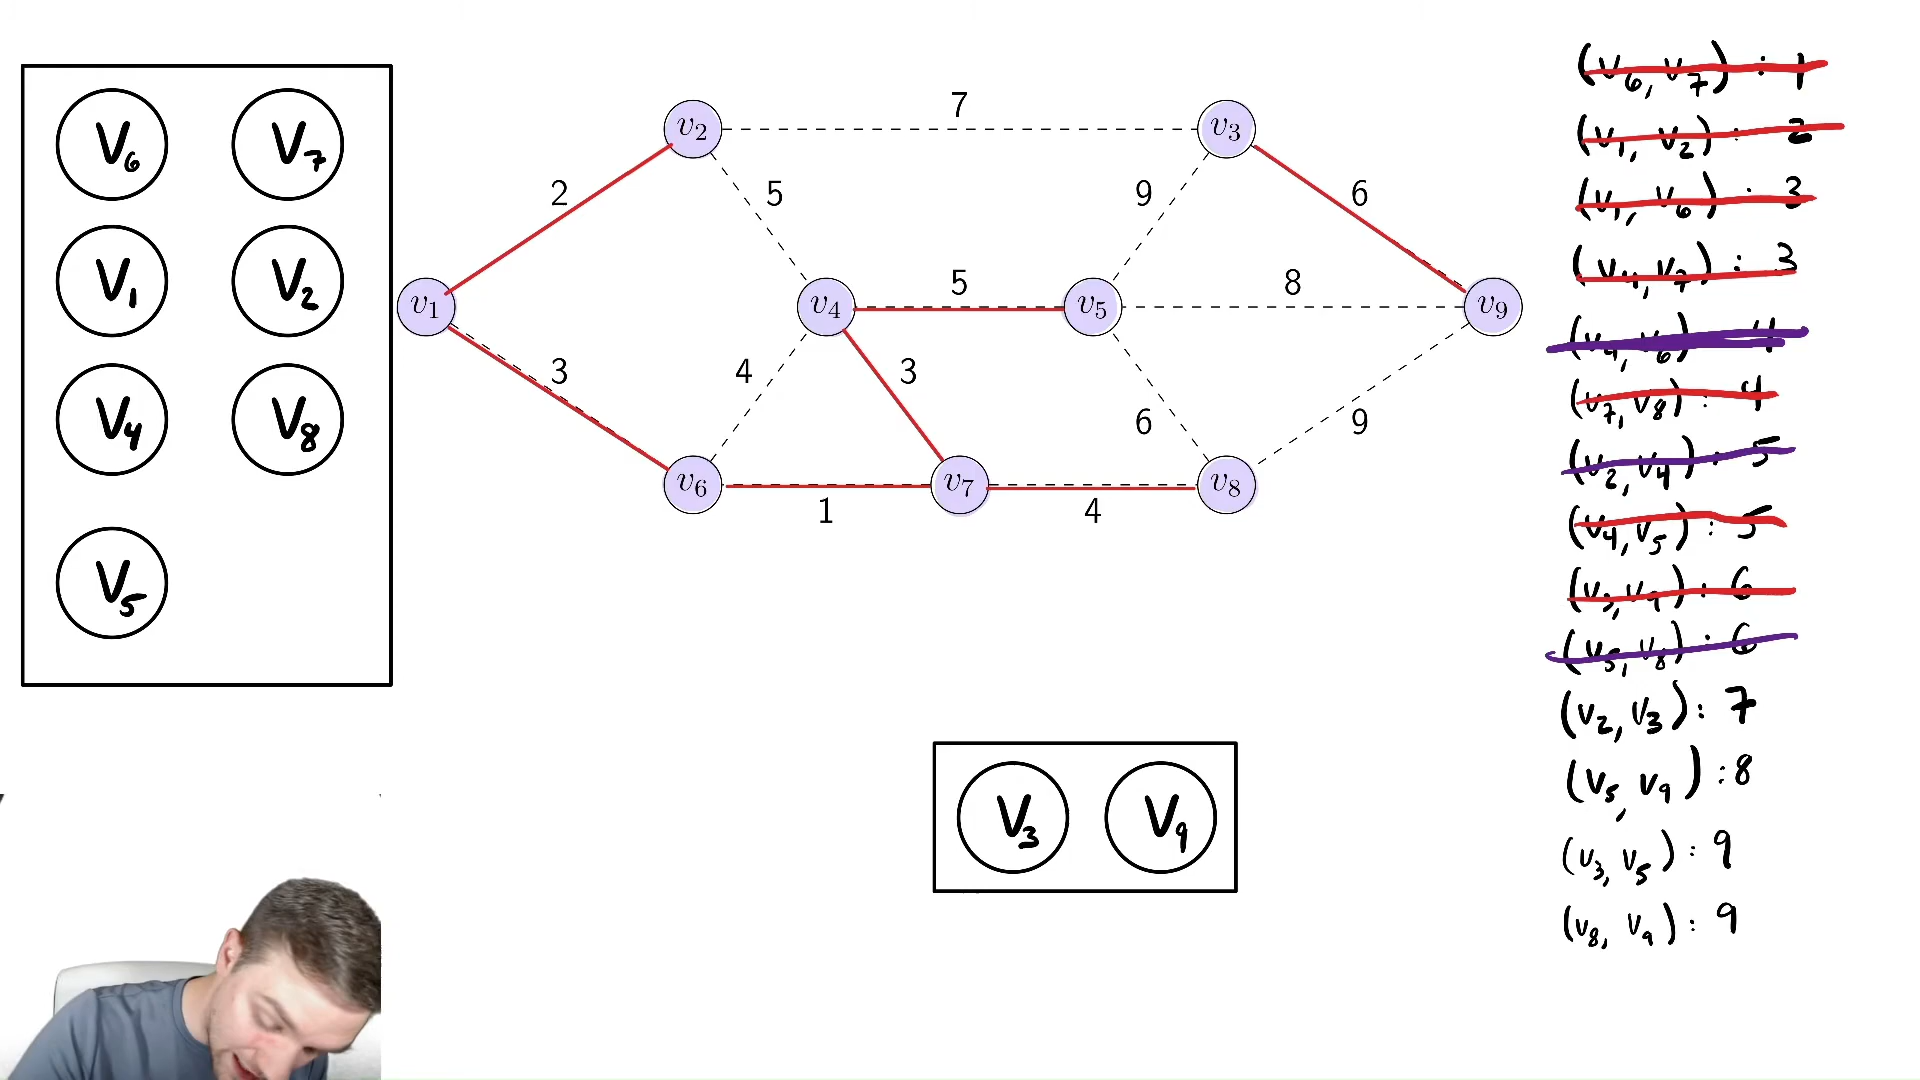 V6 V7
V1 V2
V4 V8
V5
7
v2 v3
2 5 9 6
5 8
v1 v4 v5 v9
3 4 3 6 9
v6 v7 v8
1 4
V3 V9
(v6, v7) : 1
(v1, v2) : 2
(v1, v6) : 3
(v4, v7) : 3
(v4, v6) 4
(v7, v8) : 4
(v2, v4) : 5
(v4, v5) : 5
(v3, v9) : 6
(v5, v8) : 6
(v2, v3) : 7
(v5, v9) : 8
(v3, v5) : 9
(v8, v9) : 9